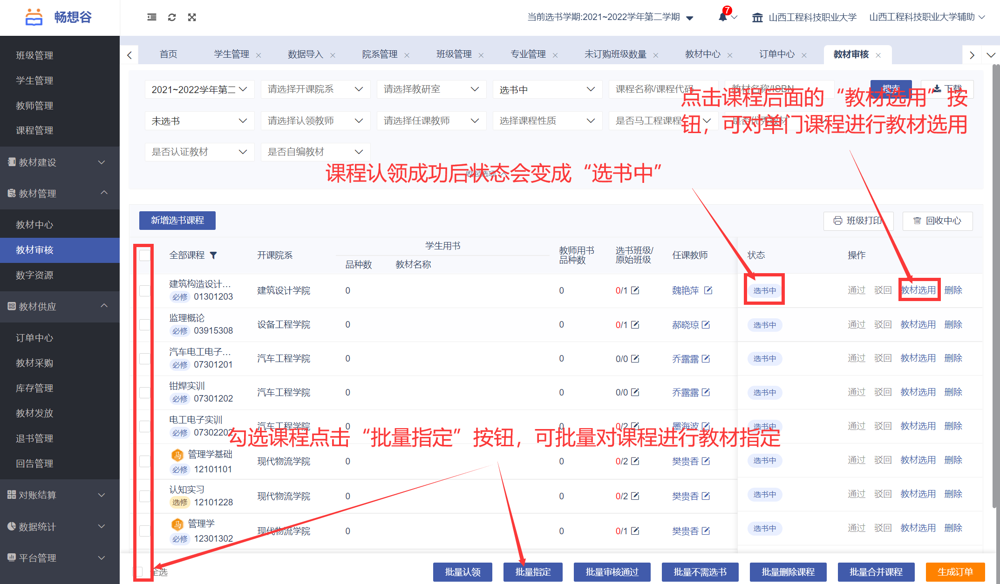 畅想谷
当前选书学期:2021~2022学年第二学期
7
山西工程科技职业大学
山西工程科技职业大学辅助
班级管理
学生管理
教师管理
课程管理
教材建设
教材管理
教材中心
教材审核
数字资源
教材供应
订单中心
教材采购
库存管理
教材发放
退书管理
回告管理
对账结算
数据统计
平台管理
首页 学生管理 数据导入 院系管理 班级管理 专业管理 未订购班级数量 教材中心 订单中心 教材审核
2021~2022学年第二 请选择开课院系 请选择教研室 选书中 课程名称/课程代码 教材名称/ISBN 搜索 下载
未选书 请选择认领教师 请选择任课教师 选择课程性质 是否马工程课程 是否优秀教材
是否认证教材 是否自编教材
收起选项
点击课程后面的“教材选用”按
钮，可对单门课程进行教材选用
课程认领成功后状态会变成“选书中”
新增选书课程 班级打印 回收中心
全部课程 开课院系 学生用书 品种数 教材名称 教师用书 品种数 选书班级/ 原始班级 任课教师 状态 操作
建筑构造设计... 必修 01301203 建筑设计学院 0 0 0/1 魏艳萍 选书中 通过 驳回 教材选用 删除
监理概论 必修 03915308 设备工程学院 0 0 0/1 郝晓琼 选书中 通过 驳回 教材选用 删除
汽车电工电子... 必修 07301201 汽车工程学院 0 0 0/0 乔露露 选书中 通过 驳回 教材选用 删除
钳焊实训 必修 07301202 汽车工程学院 0 0 0/0 乔露露 选书中 通过 驳回 教材选用 删除
电工电子实训 必修 07302202 汽车工程学院 0 0 0/2 墨海波 选书中 通过 驳回 教材选用 删除
勾选课程点击“批量指定”按钮，可批量对课程进行教材指定
马 管理学基础 必修 12101101 现代物流学院 0 0 0/2 樊贵香 选书中 通过 驳回 教材选用 删除
认知实习 选修 12101228 现代物流学院 0 0 0/2 樊贵香 选书中 通过 驳回 教材选用 删除
马 管理学 必修 12301302 现代物流学院 0 0 0/1 樊贵香 选书中 通过 驳回 教材选用 删除
全选 批量认领 批量指定 批量审核通过 批量不需选书 批量删除课程 批量合并课程 生成订单